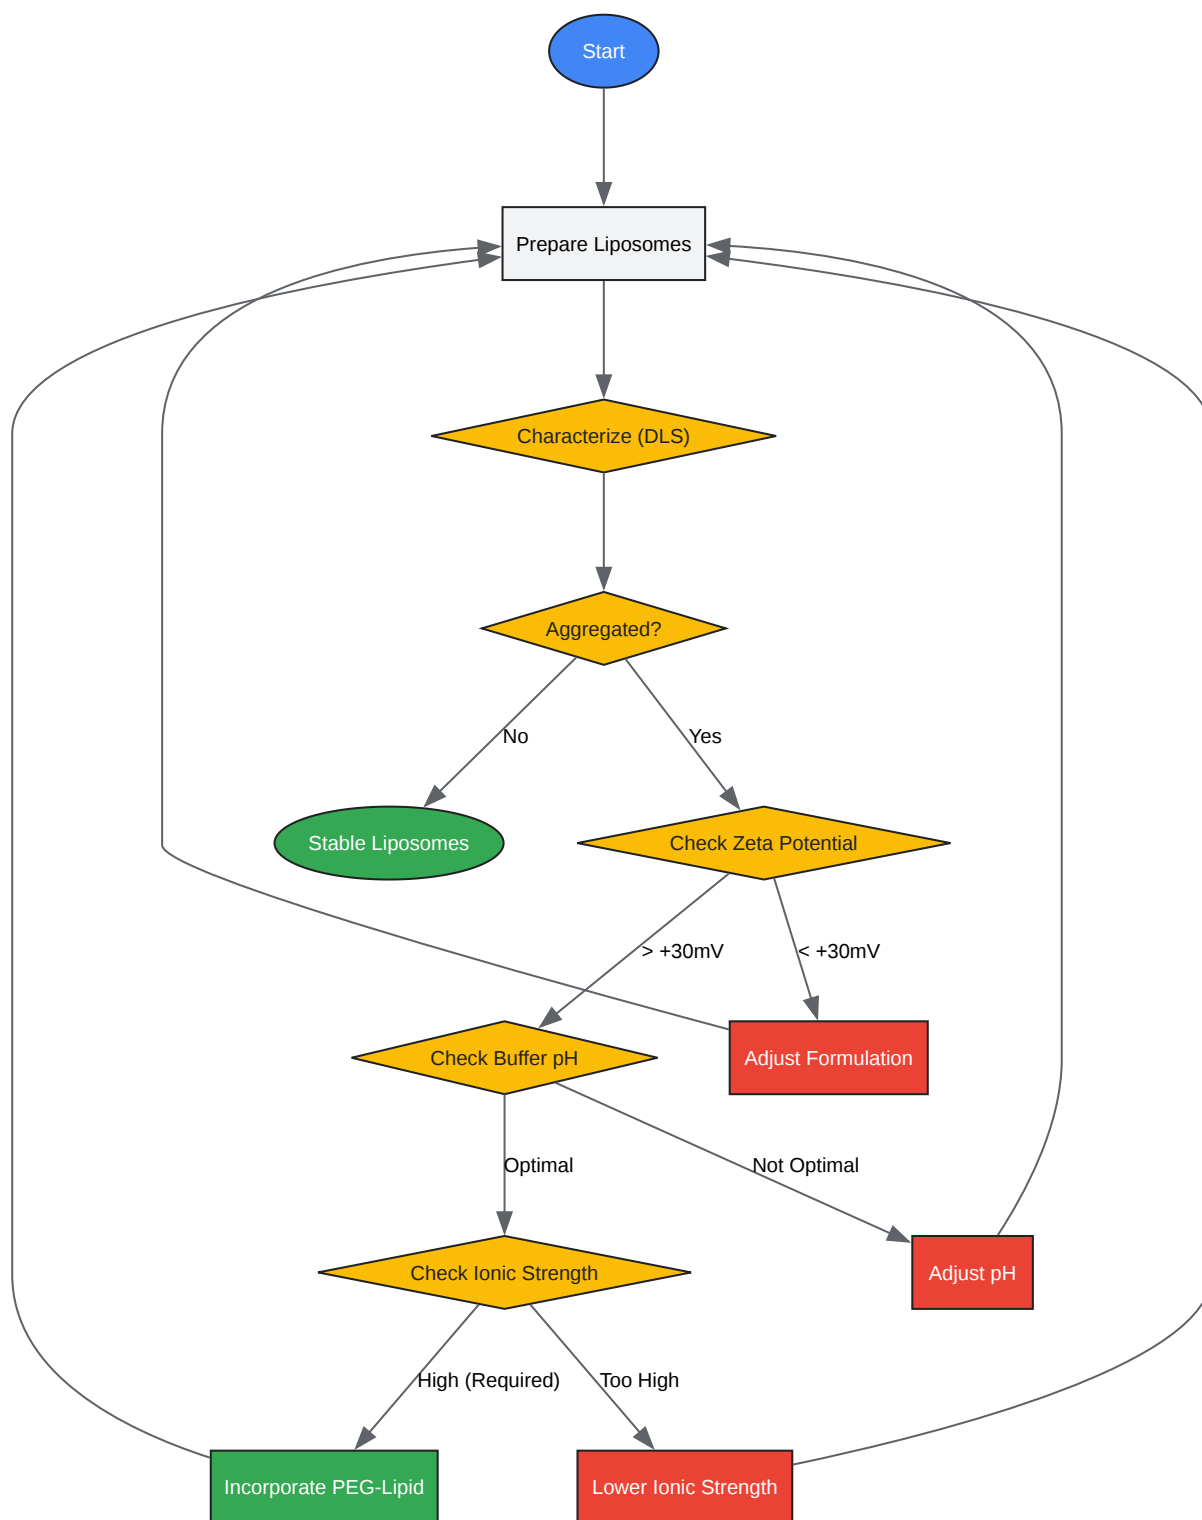 Start
Prepare Liposomes
Characterize (DLS)
Aggregated?
No
Yes
Stable Liposomes
Check Zeta Potential
> +30mV
< +30mV
Check Buffer pH
Adjust Formulation
Optimal
Not Optimal
Check Ionic Strength
Adjust pH
High (Required)
Too High
Incorporate PEG-Lipid
Lower Ionic Strength